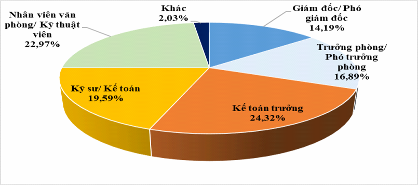 Khác
2,03%
Giám đốc/ Phó
giám đốc
14,19%
Trưởng phòng/
Phó trưởng
phòng
16,89%
Kế toán trưởng
24,32%
Kỹ sư/ Kế toán
19,59%
Nhân viên văn
phòng/ Kỹ thuật
viên
22,97%